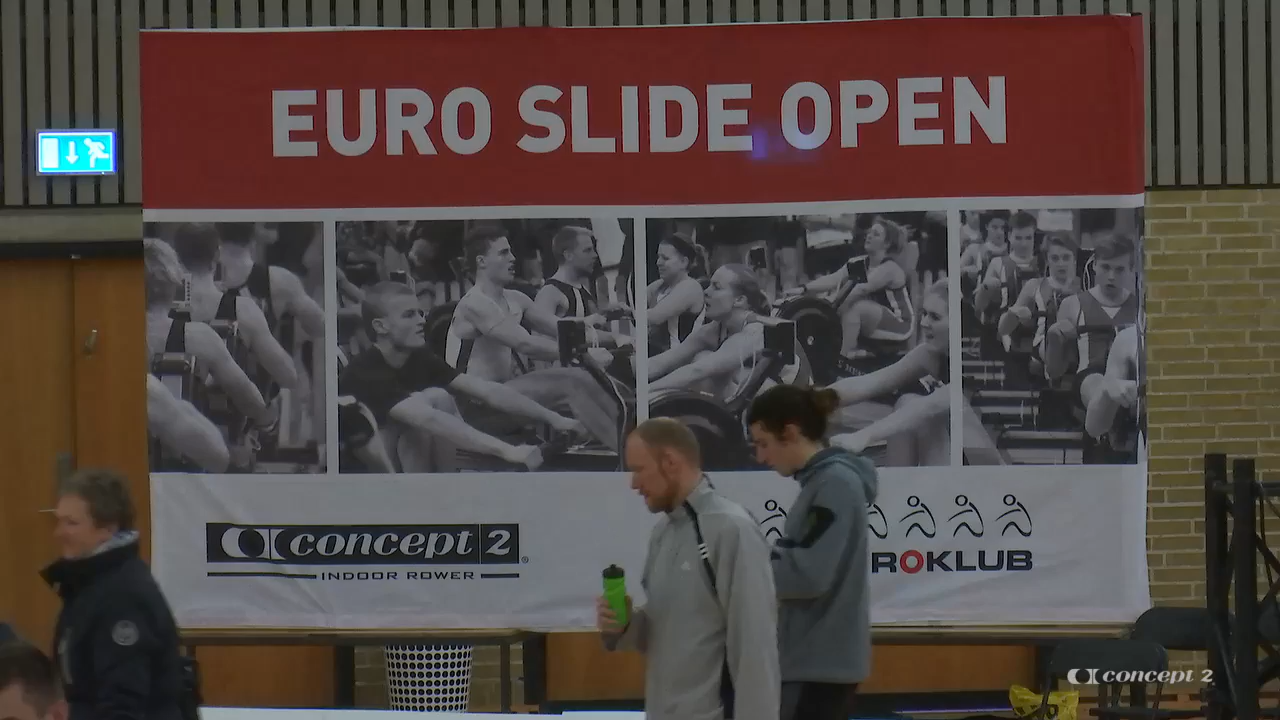 EURO SLIDE OPEN
concept 2
INDOOR ROWER
ROKLUB
concept 2